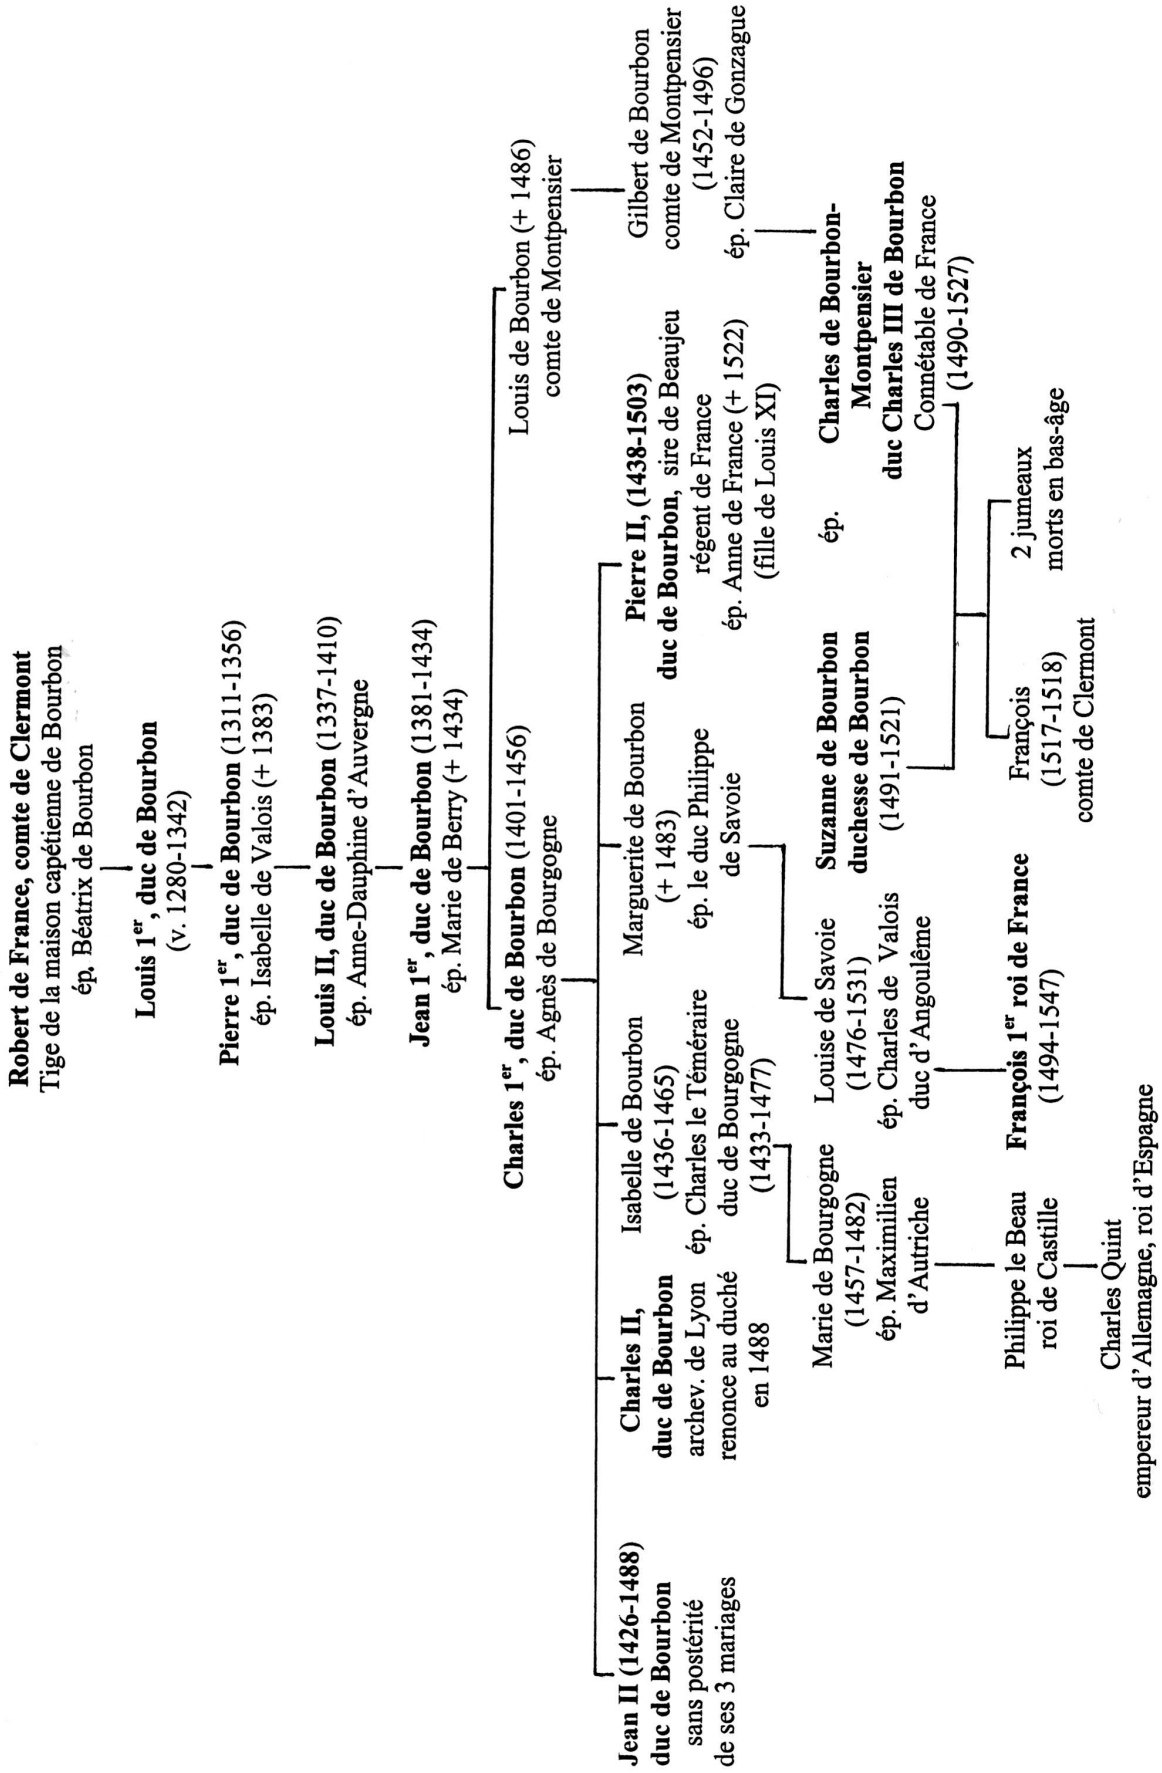 Robert de France, comte de Clermont
Tige de la maison capétienne de Bourbon
ép. Béatrix de Bourbon
Louis 1er, duc de Bourbon
(v. 1280-1342)
Pierre 1er, duc de Bourbon (1311-1356)
ép. Isabelle de Valois (+ 1383)
Louis II, duc de Bourbon (1337-1410)
ép. Anne-Dauphine d'Auvergne
Jean 1er, duc de Bourbon (1381-1434)
ép. Marie de Berry (+ 1434)
Charles 1er, duc de Bourbon (1401-1456)
ép. Agnès de Bourgogne
Louis de Bourbon (+ 1486)
comte de Montpensier
Jean II (1426-1488)
duc de Bourbon
sans postérité
de ses 3 mariages
Charles II,
duc de Bourbon
archev. de Lyon
renonce au duché
en 1488
Isabelle de Bourbon
(1436-1465)
ép. Charles le Téméraire
duc de Bourgogne
(1433-1477)
Marguerite de Bourbon
(+ 1483)
ép. le duc Philippe
de Savoie
Pierre II, (1438-1503)
duc de Bourbon, sire de Beaujeu
régent de France
ép. Anne de France (+ 1522)
(fille de Louis XI)
Gilbert de Bourbon
comte de Montpensier
(1452-1496)
ép. Claire de Gonzague
Marie de Bourgogne
(1457-1482)
ép. Maximilien
d'Autriche
Louise de Savoie
(1476-1531)
ép. Charles de Valois
duc d'Angoulême
Suzanne de Bourbon
duchesse de Bourbon
(1491-1521)
ép.
Charles de Bourbon-
Montpensier
duc Charles III de Bourbon
Connétable de France
(1490-1527)
Philippe le Beau
roi de Castille
François 1er roi de France
(1494-1547)
François
(1517-1518)
comte de Clermont
2 jumeaux
morts en bas-âge
Charles Quint
empereur d'Allemagne, roi d'Espagne